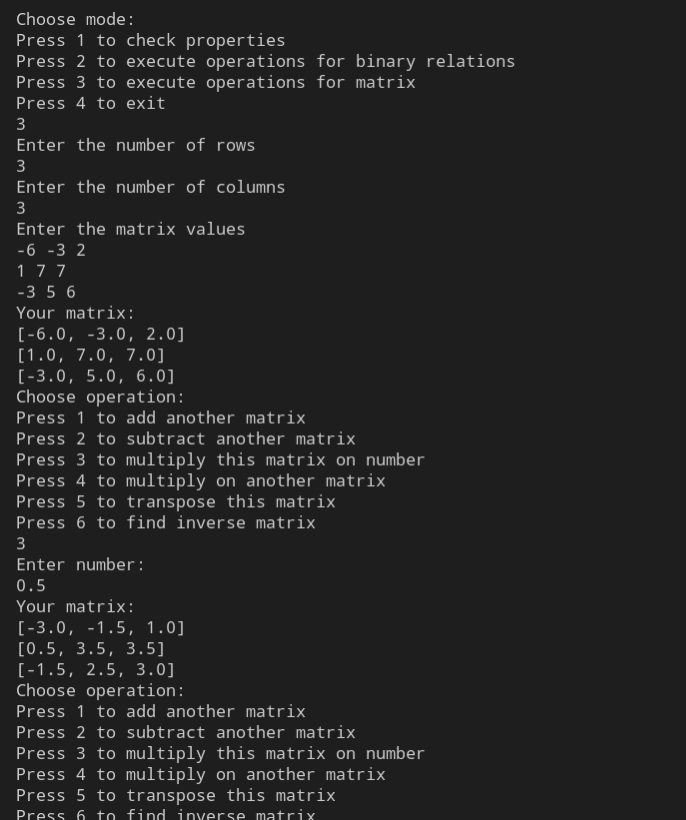 Choose mode:
Press 1 to check properties
Press 2 to execute operations for binary relations
Press 3 to execute operations for matrix
Press 4 to exit
3
Enter the number of rows
3
Enter the number of columns
3
Enter the matrix values
-6 -3 2
1 7 7
-3 5 6
Your matrix:
[-6.0, -3.0, 2.0]
[1.0, 7.0, 7.0]
[-3.0, 5.0, 6.0]
Choose operation:
Press 1 to add another matrix
Press 2 to subtract another matrix
Press 3 to multiply this matrix on number
Press 4 to multiply on another matrix
Press 5 to transpose this matrix
Press 6 to find inverse matrix
3
Enter number:
0.5
Your matrix:
[-3.0, -1.5, 1.0]
[0.5, 3.5, 3.5]
[-1.5, 2.5, 3.0]
Choose operation:
Press 1 to add another matrix
Press 2 to subtract another matrix
Press 3 to multiply this matrix on number
Press 4 to multiply on another matrix
Press 5 to transpose this matrix
Press 6 to find inverse matrix